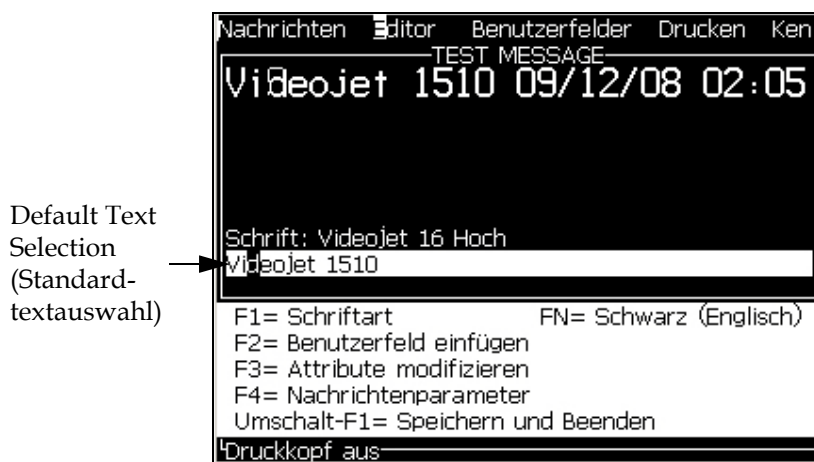 Nachrichten Editor Benutzerfelder Drucken Ken
TEST MESSAGE
Videojet 1510 09/12/08 02:05
Default Text
Selection
(Standard-
textauswahl)
Schrift: Videojet 16 Hoch
Videojet 1510
F1= Schriftart FN= Schwarz (Englisch)
F2= Benutzerfeld einfügen
F3= Attribute modifizieren
F4= Nachrichtenparameter
Umschalt-F1= Speichern und Beenden
Druckkopf aus